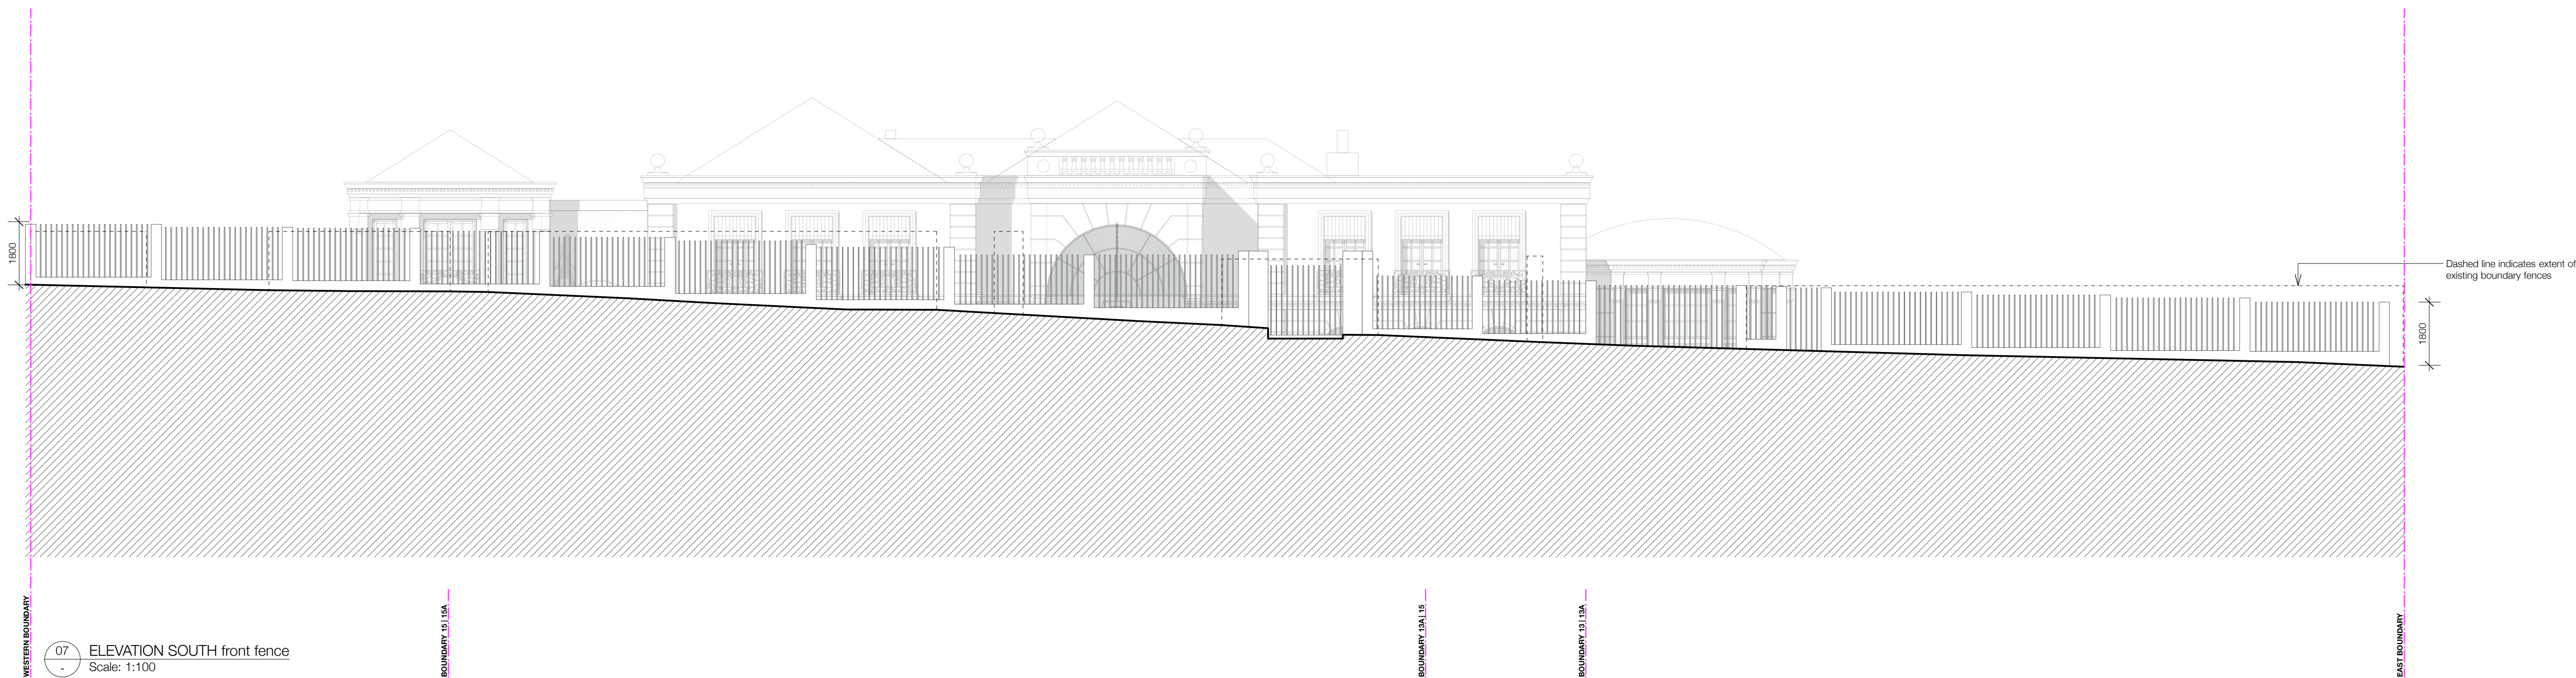 1800
Dashed line indicates extent of
existing boundary fences
1800
WESTERN BOUNDARY
BOUNDARY 15 | 15A
BOUNDARY 13A | 15
BOUNDARY 13 | 13A
EAST BOUNDARY
07
-
ELEVATION SOUTH front fence
Scale: 1:100